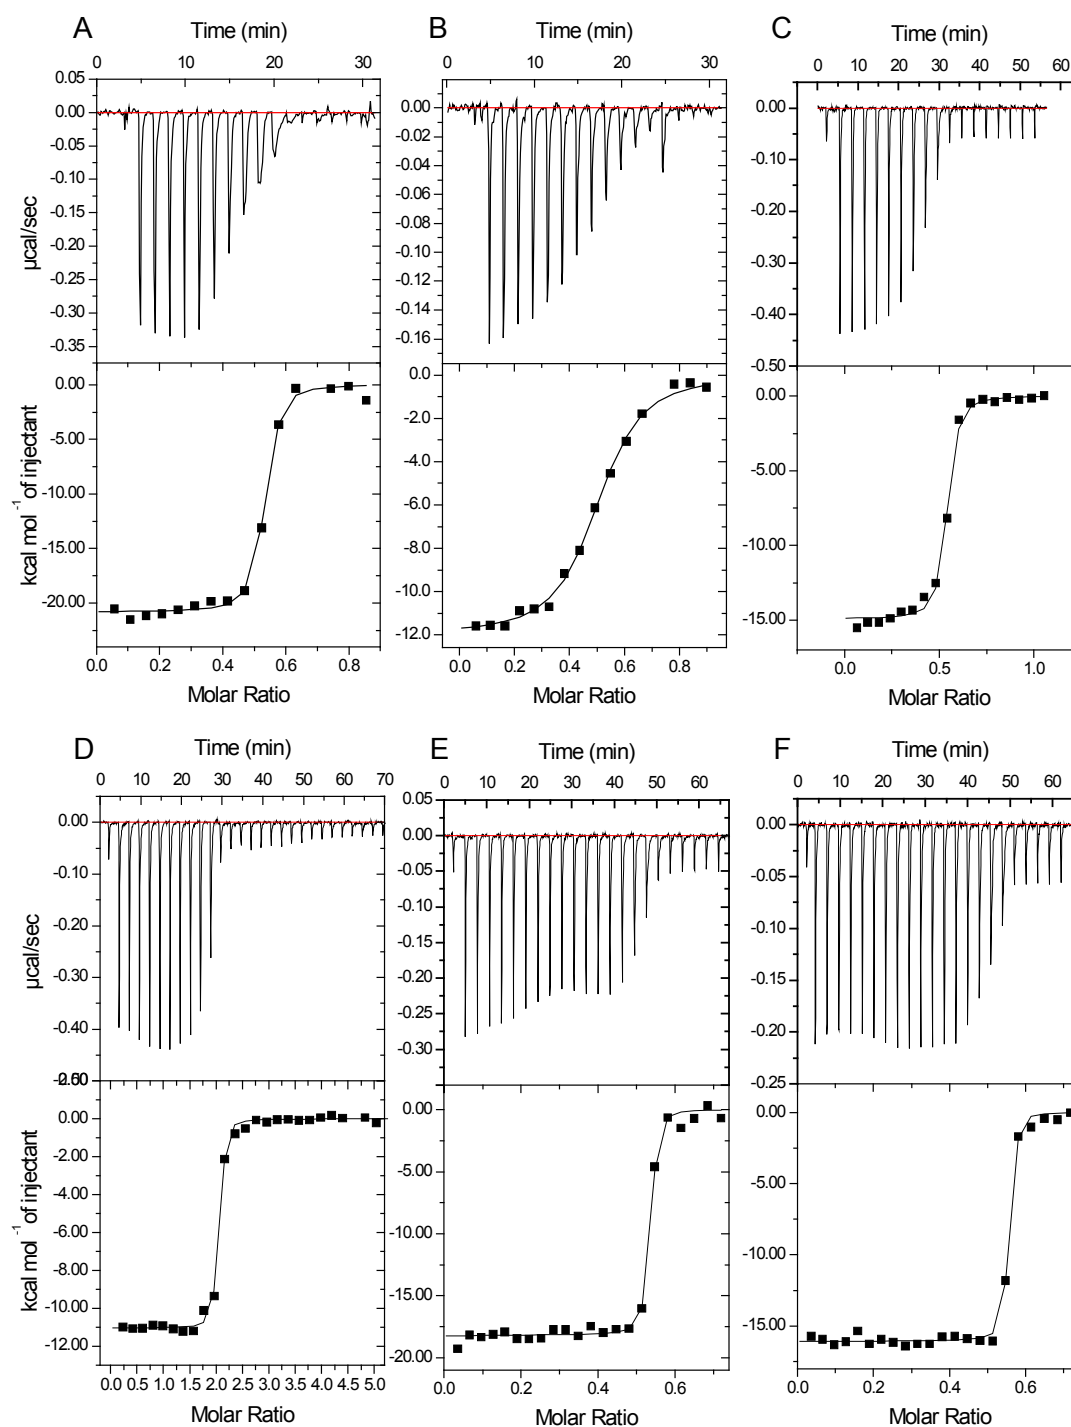 A
Time (min)
0 10 20 30
0.05
0.00
-0.05
-0.10
-0.15
-0.20
-0.25
-0.30
-0.35
µcal/sec
0.00
-5.00
-10.00
-15.00
-20.00
kcal mol⁻¹ of injectant
0.0 0.2 0.4 0.6 0.8
Molar Ratio
B
Time (min)
0 10 20 30
0.00
-0.02
-0.04
-0.06
-0.08
-0.10
-0.12
-0.14
-0.16
0.0
-2.0
-4.0
-6.0
-8.0
-10.0
-12.0
0.0 0.2 0.4 0.6 0.8
Molar Ratio
C
Time (min)
0 10 20 30 40 50 60
0.00
-0.10
-0.20
-0.30
-0.40
-0.50
0.00
-5.00
-10.00
-15.00
0.0 0.5 1.0
Molar Ratio
D
Time (min)
0 10 20 30 40 50 60 70
0.00
-0.10
-0.20
-0.30
-0.40
µcal/sec
0.00
-2.00
-4.00
-6.00
-8.00
-10.00
-12.00
kcal mol⁻¹ of injectant
0.0 0.5 1.0 1.5 2.0 2.5 3.0 3.5 4.0 4.5 5.0
Molar Ratio
E
Time (min)
0 10 20 30 40 50 60
0.05
0.00
-0.05
-0.10
-0.15
-0.20
-0.25
-0.30
0.00
-5.00
-10.00
-15.00
-20.00
0.0 0.2 0.4 0.6
Molar Ratio
F
Time (min)
0 10 20 30 40 50 60
0.00
-0.05
-0.10
-0.15
-0.20
-0.25
0.00
-5.00
-10.00
-15.00
0.0 0.2 0.4 0.6
Molar Ratio